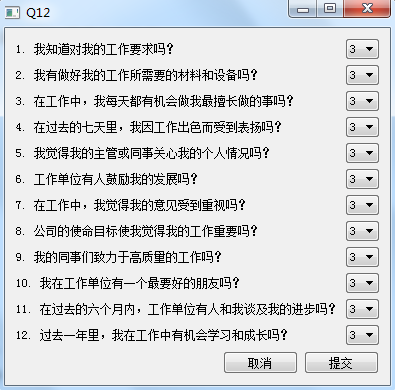 Q12
1. 我知道对我的工作要求吗? 3
2. 我有做好我的工作所需要的材料和设备吗? 3
3. 在工作中，我每天都有机会做我最擅长做的事吗? 3
4. 在过去的七天里，我因工作出色而受到表扬吗? 3
5. 我觉得我的主管或同事关心我的个人情况吗? 3
6. 工作单位有人鼓励我的发展吗? 3
7. 在工作中，我觉得我的意见受到重视吗? 3
8. 公司的使命目标使我觉得我的工作重要吗? 3
9. 我的同事们致力于高质量的工作吗? 3
10. 我在工作单位有一个最要好的朋友吗? 3
11. 在过去的六个月内，工作单位有人和我谈及我的进步吗? 3
12. 过去一年里，我在工作中有机会学习和成长吗? 3
取消 提交